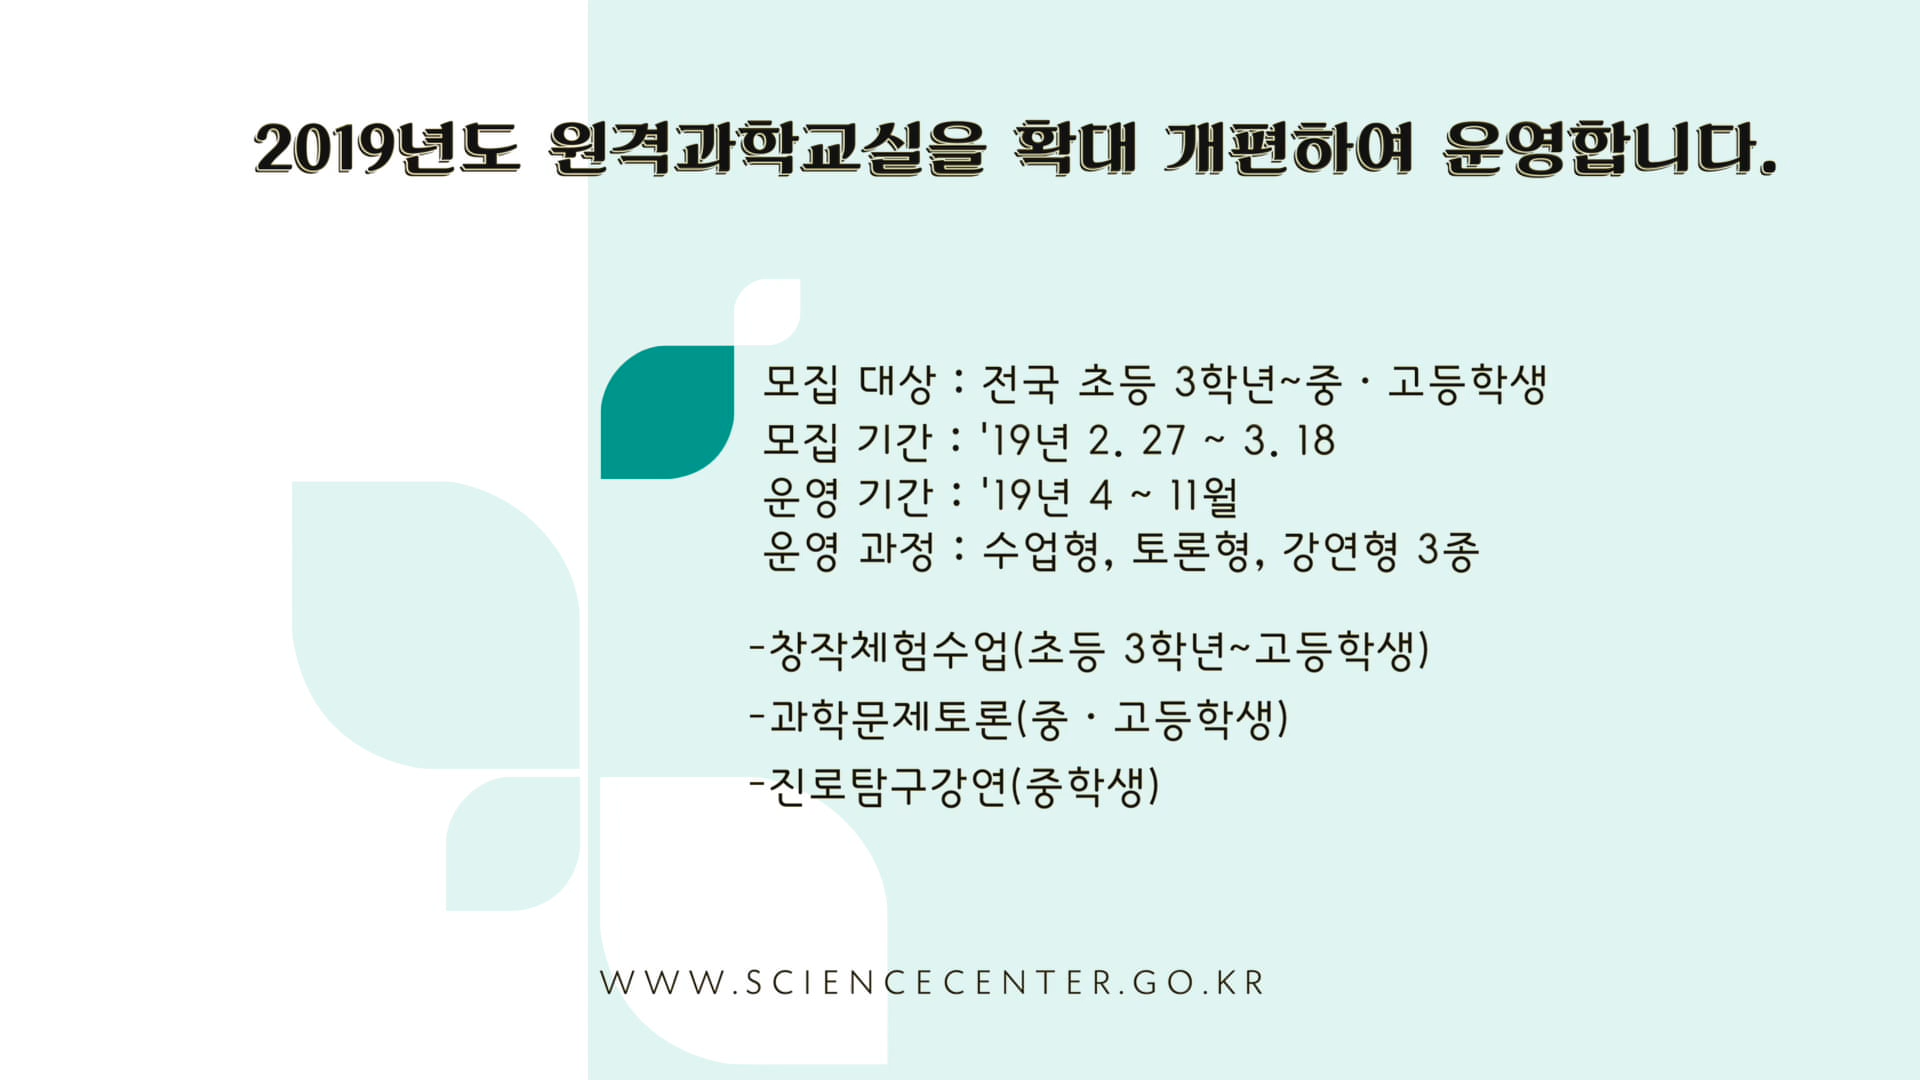 2019년도 원격과학교실을 확대 개편하여 운영합니다.
모집 대상 : 전국 초등 3학년~중 · 고등학생
모집 기간 : '19년 2. 27 ~ 3. 18
운영 기간 : '19년 4 ~ 11월
운영 과정 : 수업형, 토론형, 강연형 3종
-창작체험수업(초등 3학년~고등학생)
-과학문제토론(중 · 고등학생)
-진로탐구강연(중학생)
WWW.SCIENCECENTER.GO.KR